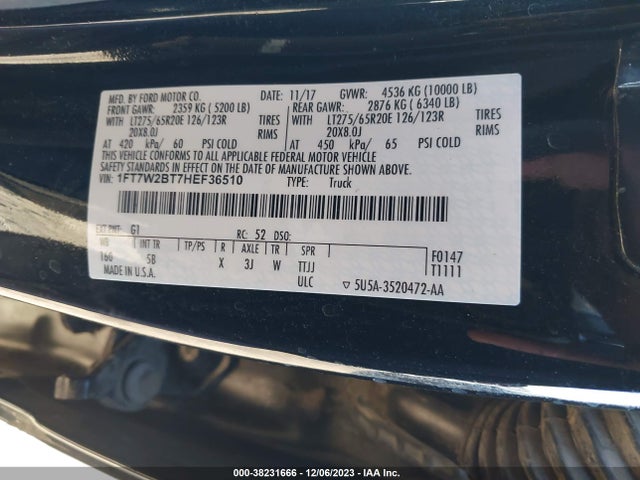 MFD. BY FORD MOTOR CO.
DATE: 11/17 GVWR: 4536 KG (10000 LB)
FRONT GAWR: 2359 KG (5200 LB)
REAR GAWR: 2876 KG (6340 LB)
WITH LT275/65R20E 126/123R TIRES
WITH LT275/65R20E 126/123R TIRES
20X8.0J RIMS
20X8.0J RIMS
AT 420 kPa/ 60 PSI COLD
AT 450 kPa/ 65 PSI COLD
THIS VEHICLE CONFORMS TO ALL APPLICABLE FEDERAL MOTOR VEHICLE
SAFETY STANDARDS IN EFFECT ON THE DATE OF MANUFACTURE SHOWN ABOVE.
VIN: 1FT7W2BT7HEF36510
TYPE: Truck
EXT PNT: G1 RC: 52 DSO:
WB INT TR TP/PS R AXLE TR SPR
160 5B X 3J W TTJJ
F0147
T1111
MADE IN U.S.A. ULC
5U5A-3520472-AA
000-38231666 - 12/06/2023 - IAA Inc.